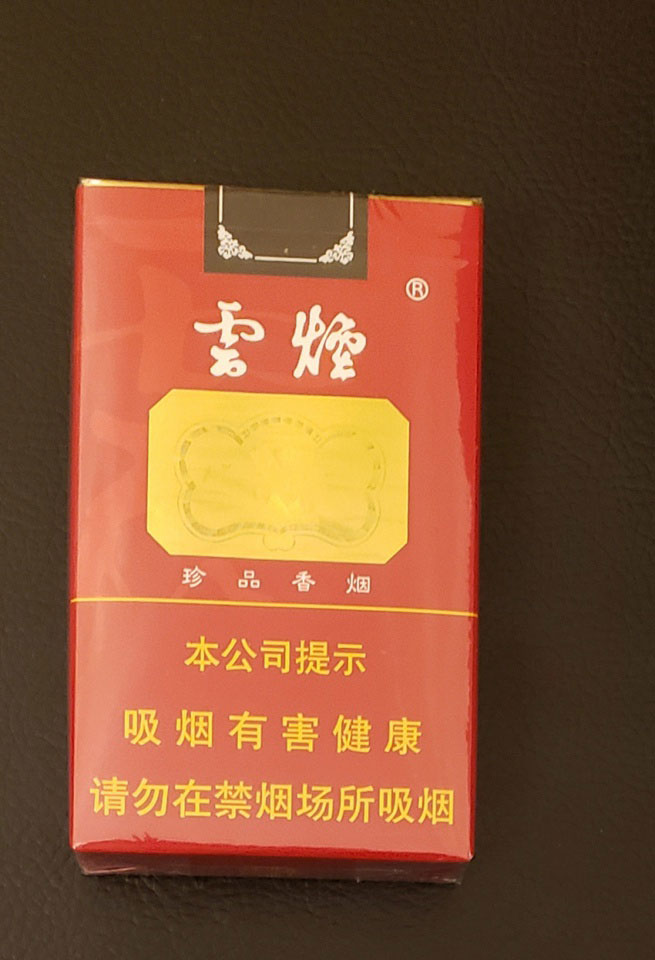 ®
雲煙
珍品香烟
本公司提示
吸烟有害健康
请勿在禁烟场所吸烟